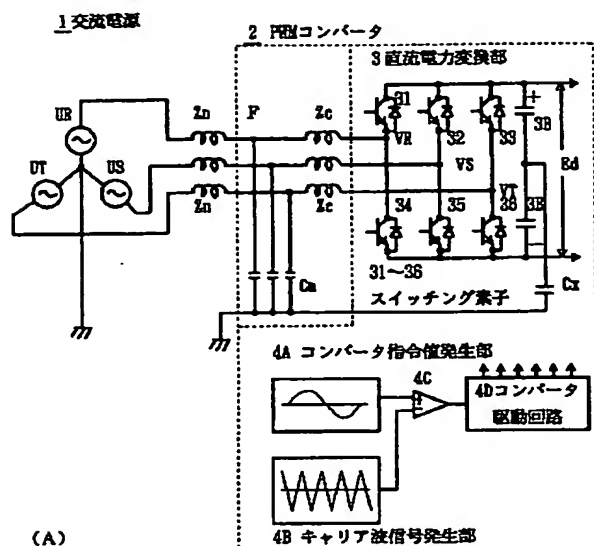 1 交流電源
2 PWMコンバータ
3 直流電力変換部
Zn F Zc
31 32 33 3B
UR VR
UT US VS Ed
VT
Zn Zc
34 35 36 3B
Cn
31〜36
スイッチング素子
Cx
4A コンバータ指令値発生部
4C
4Dコンバータ
駆動回路
4B キャリア波信号発生部
(A)